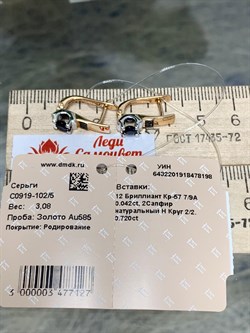 ГОСТ 17435-72
Леди
Самоцвет
www.dmdk.ru
УИН
6432201918478198
Серьги
С0919-102/5
Вес: 3,08
Проба: Золото Au585
Покрытие: Родирование
Вставки:
12 Бриллиант Кр-57 7/9А
0.042ct, 2Сапфир
натуральный Н Круг 2/2.
0.720ct
3 000003 477127